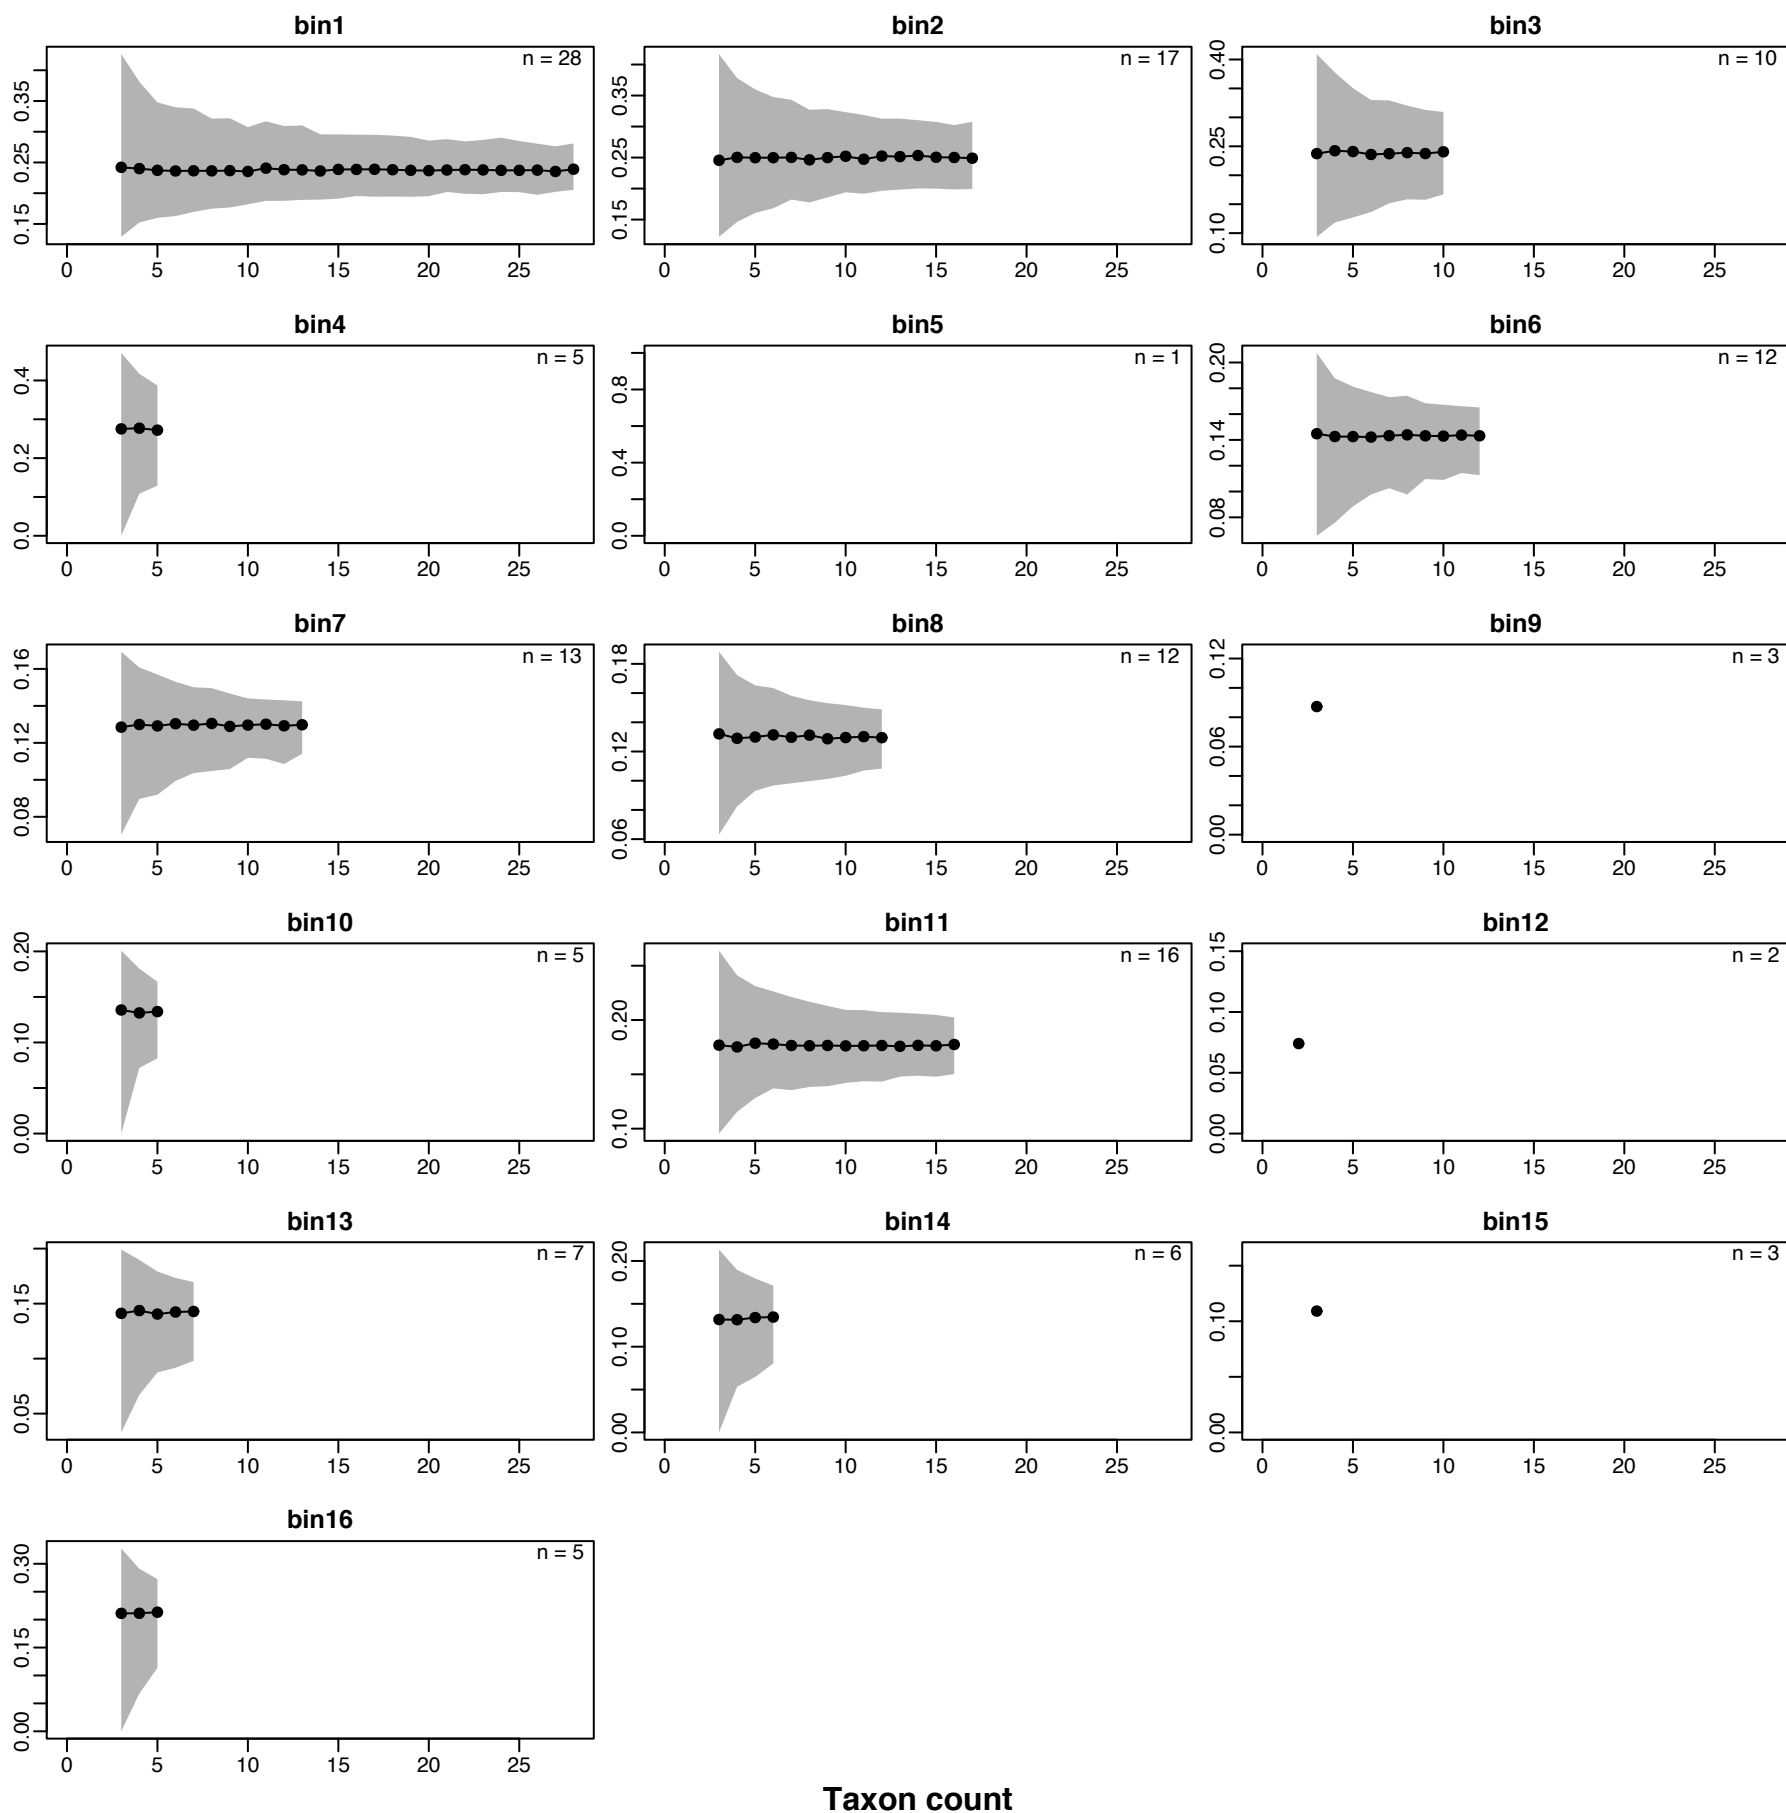 bin1 bin2 bin3
n = 28 n = 17 n = 10
0.15 0.25 0.35
0.15 0.25 0.35
0.10 0.25 0.40
0 5 10 15 20 25 0 5 10 15 20 25 0 5 10 15 20 25
bin4 bin5 bin6
n = 5 n = 1 n = 12
0.0 0.2 0.4
0.0 0.4 0.8
0.08 0.14 0.20
0 5 10 15 20 25 0 5 10 15 20 25 0 5 10 15 20 25
bin7 bin8 bin9
n = 13 n = 12 n = 3
0.08 0.12 0.16
0.06 0.12 0.18
0.00 0.06 0.12
0 5 10 15 20 25 0 5 10 15 20 25 0 5 10 15 20 25
bin10 bin11 bin12
n = 5 n = 16 n = 2
0.00 0.10 0.20
0.10 0.20
0.00 0.05 0.10 0.15
0 5 10 15 20 25 0 5 10 15 20 25 0 5 10 15 20 25
bin13 bin14 bin15
n = 7 n = 6 n = 3
0.05 0.15
0.00 0.10 0.20
0.00 0.10
0 5 10 15 20 25 0 5 10 15 20 25 0 5 10 15 20 25
bin16
n = 5
0.00 0.15 0.30
0 5 10 15 20 25
Taxon count